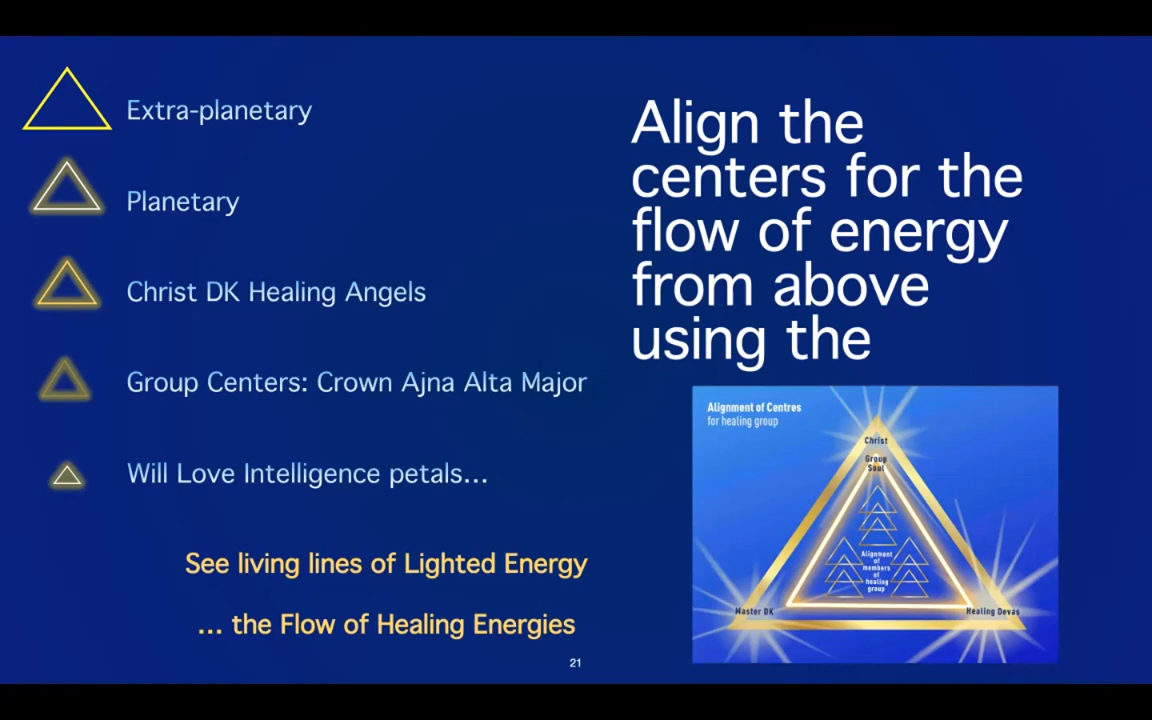 Extra-planetary
Planetary
Christ DK Healing Angels
Group Centers: Crown Ajna Alta Major
Will Love Intelligence petals...
See living lines of Lighted Energy
... the Flow of Healing Energies
21
Align the
centers for the
flow of energy
from above
using the
Alignment of Centres
for healing group
Christ
Group
Soul
Alignment
of
members
of
healing
group
Master DK
Healing Devas